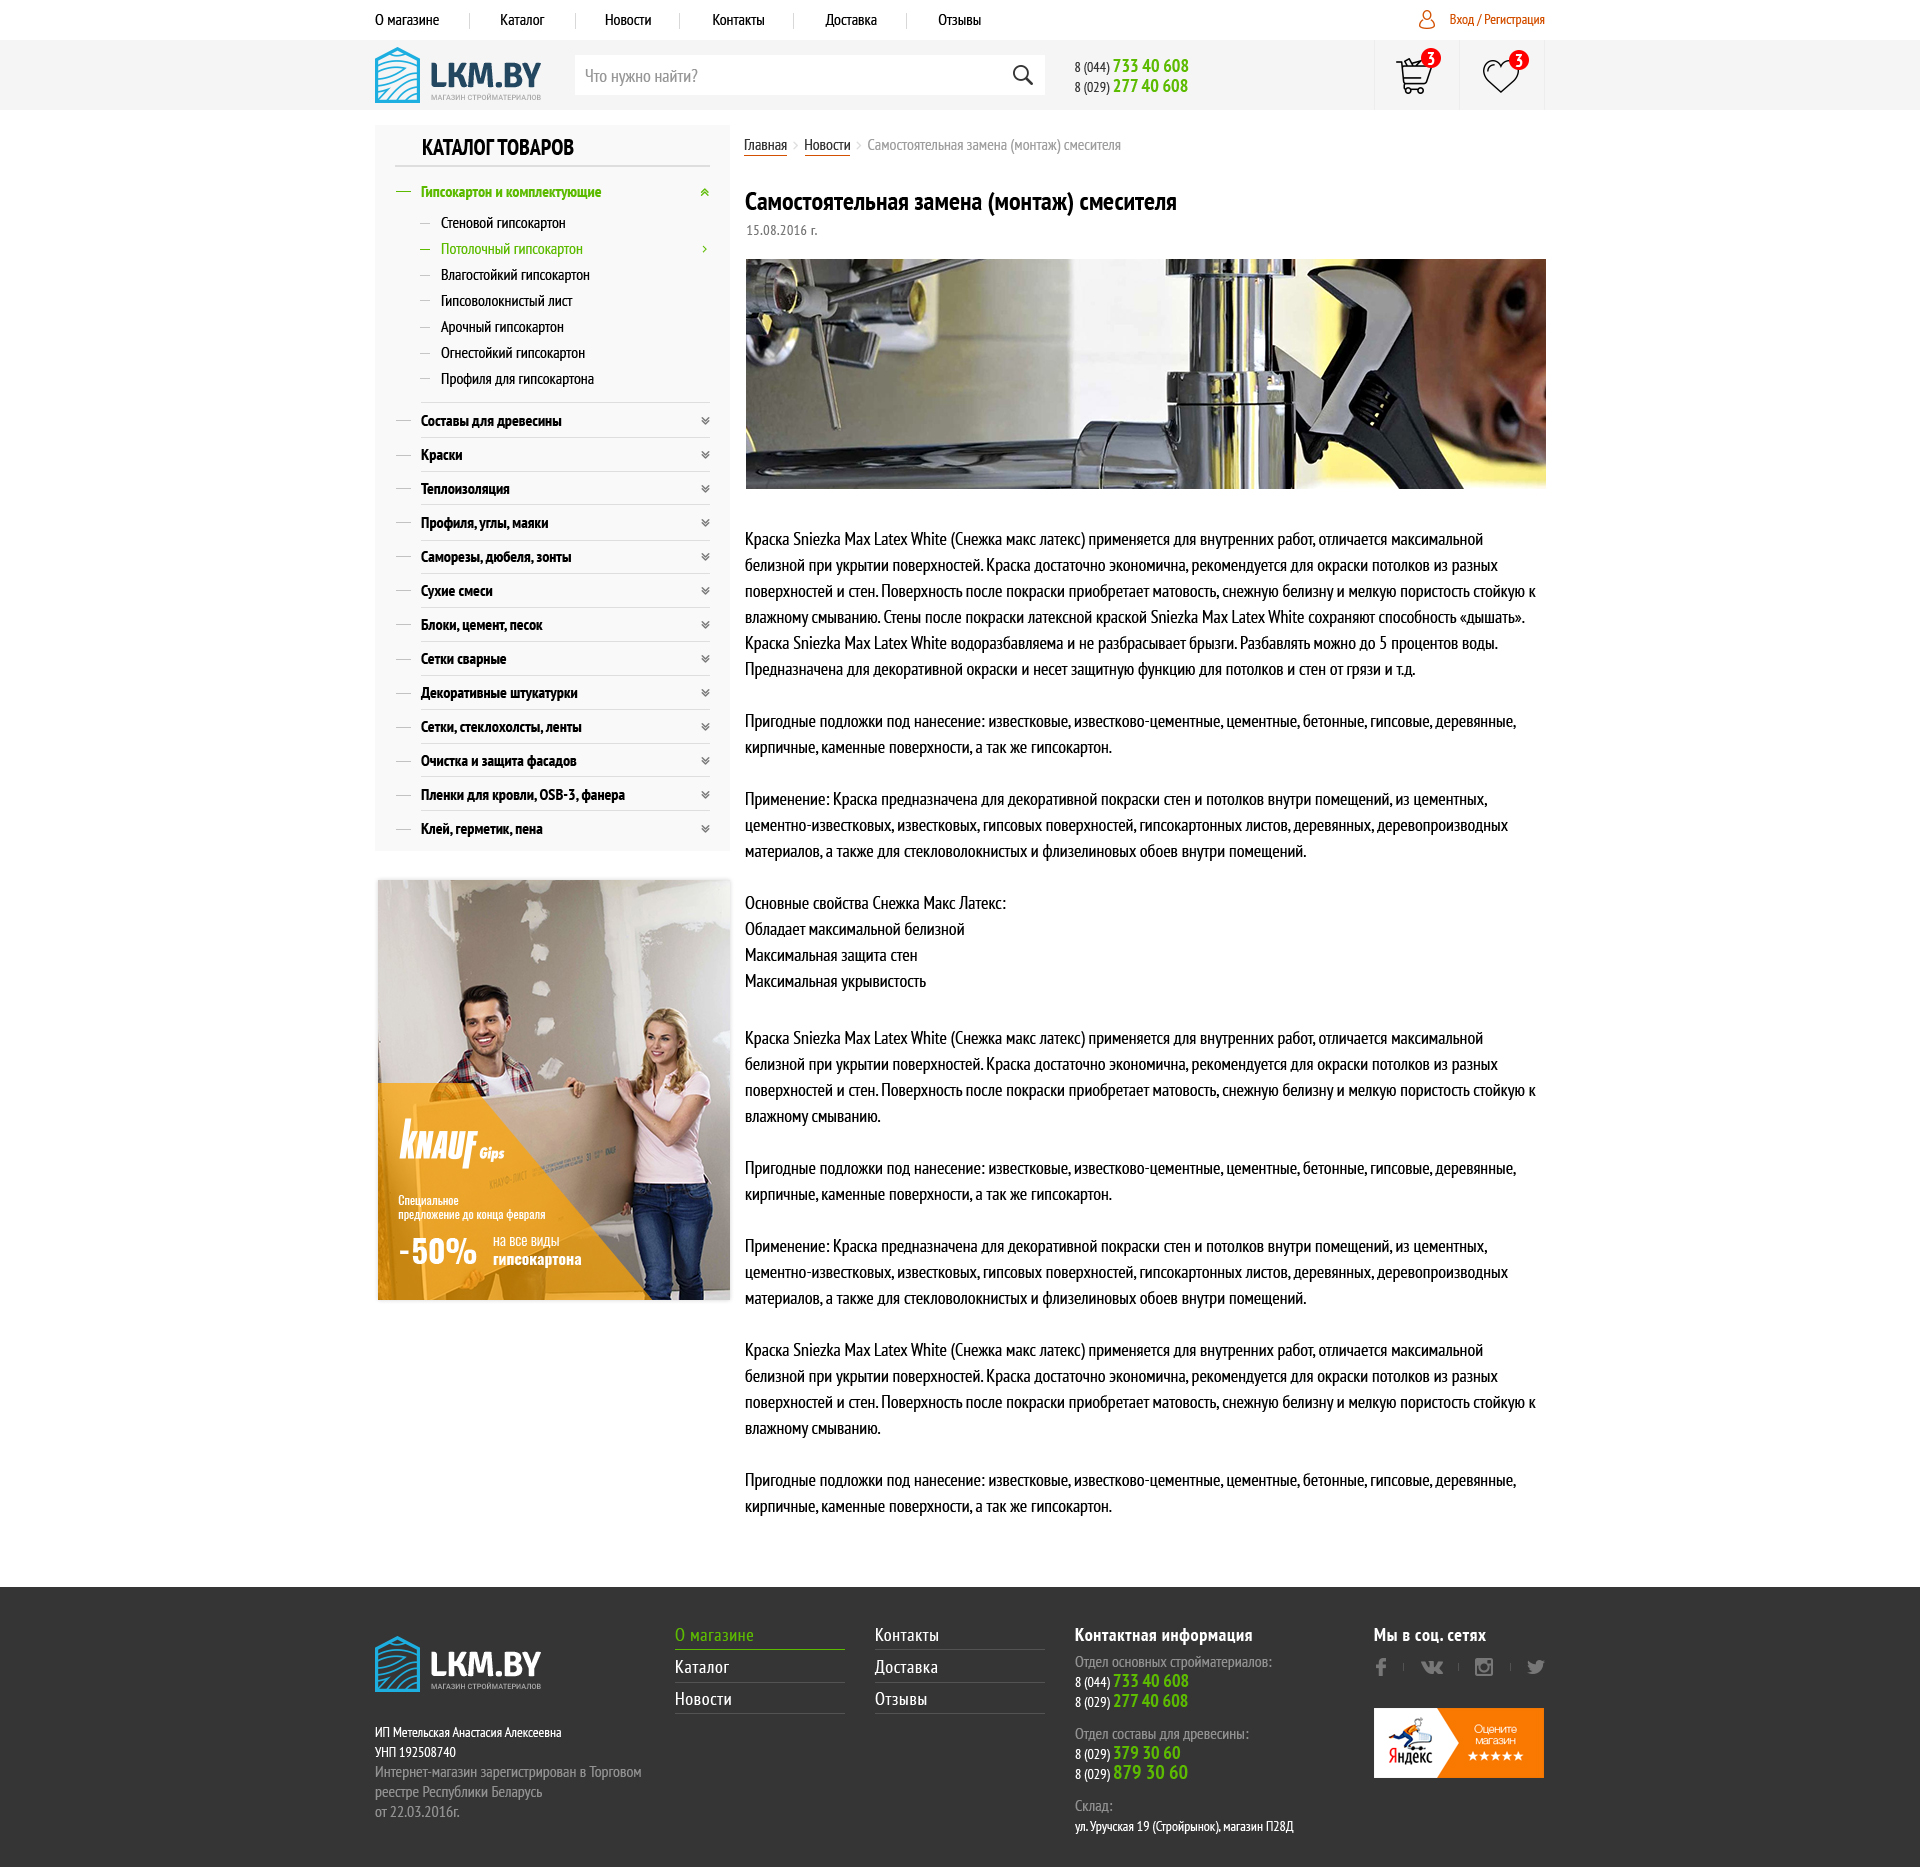 О магазине
Каталог
Новости
Контакты
Доставка
Отзывы
Вход / Регистрация
LKM.BY
МАГАЗИН СТРОЙМАТЕРИАЛОВ
Что нужно найти?
8 (044) 733 40 608
8 (029) 277 40 608
3
3
КАТАЛОГ ТОВАРОВ
Гипсокартон и комплектующие
Стеновой гипсокартон
Потолочный гипсокартон
Влагостойкий гипсокартон
Гипсоволокнистый лист
Арочный гипсокартон
Огнестойкий гипсокартон
Профиля для гипсокартона
Составы для древесины
Краски
Теплоизоляция
Профиля, углы, маяки
Саморезы, дюбеля, зонты
Сухие смеси
Блоки, цемент, песок
Сетки сварные
Декоративные штукатурки
Сетки, стеклохолсты, ленты
Очистка и защита фасадов
Пленки для кровли, OSB-3, фанера
Клей, герметик, пена
KNAUF Gips
Специальное
предложение до конца февраля
-50%
на все виды
гипсокартона
Главная > Новости > Самостоятельная замена (монтаж) смесителя
Самостоятельная замена (монтаж) смесителя
15.08.2016 г.
Краска Sniezka Max Latex White (Снежка макс латекс) применяется для внутренних работ, отличается максимальной
белизной при укрытии поверхностей. Краска достаточно экономична, рекомендуется для окраски потолков из разных
поверхностей и стен. Поверхность после покраски приобретает матовость, снежную белизну и мелкую пористость стойкую к
влажному смыванию. Стены после покраски латексной краской Sniezka Max Latex White сохраняют способность «дышать».
Краска Sniezka Max Latex White водоразбавляема и не разбрасывает брызги. Разбавлять можно до 5 процентов воды.
Предназначена для декоративной окраски и несет защитную функцию для потолков и стен от грязи и т.д.
Пригодные подложки под нанесение: известковые, известково-цементные, цементные, бетонные, гипсовые, деревянные,
кирпичные, каменные поверхности, а так же гипсокартон.
Применение: Краска предназначена для декоративной покраски стен и потолков внутри помещений, из цементных,
цементно-известковых, известковых, гипсовых поверхностей, гипсокартонных листов, деревянных, деревопроизводных
материалов, а также для стекловолокнистых и флизелиновых обоев внутри помещений.
Основные свойства Снежка Макс Латекс:
Обладает максимальной белизной
Максимальная защита стен
Максимальная укрывистость
Краска Sniezka Max Latex White (Снежка макс латекс) применяется для внутренних работ, отличается максимальной
белизной при укрытии поверхностей. Краска достаточно экономична, рекомендуется для окраски потолков из разных
поверхностей и стен. Поверхность после покраски приобретает матовость, снежную белизну и мелкую пористость стойкую к
влажному смыванию.
Пригодные подложки под нанесение: известковые, известково-цементные, цементные, бетонные, гипсовые, деревянные,
кирпичные, каменные поверхности, а так же гипсокартон.
Применение: Краска предназначена для декоративной покраски стен и потолков внутри помещений, из цементных,
цементно-известковых, известковых, гипсовых поверхностей, гипсокартонных листов, деревянных, деревопроизводных
материалов, а также для стекловолокнистых и флизелиновых обоев внутри помещений.
Краска Sniezka Max Latex White (Снежка макс латекс) применяется для внутренних работ, отличается максимальной
белизной при укрытии поверхностей. Краска достаточно экономична, рекомендуется для окраски потолков из разных
поверхностей и стен. Поверхность после покраски приобретает матовость, снежную белизну и мелкую пористость стойкую к
влажному смыванию.
Пригодные подложки под нанесение: известковые, известково-цементные, цементные, бетонные, гипсовые, деревянные,
кирпичные, каменные поверхности, а так же гипсокартон.
LKM.BY
МАГАЗИН СТРОЙМАТЕРИАЛОВ
ИП Метельская Анастасия Алексеевна
УНП 192508740
Интернет-магазин зарегистрирован в Торговом
реестре Республики Беларусь
от 22.03.2016г.
О магазине
Каталог
Новости
Контакты
Доставка
Отзывы
Контактная информация
Отдел основных стройматериалов:
8 (044) 733 40 608
8 (029) 277 40 608
Отдел составы для древесины:
8 (029) 379 30 60
8 (029) 879 30 60
Склад:
ул. Уручская 19 (Стройрынок), магазин П28Д
Мы в соц. сетях
Яндекс
Оцените
магазин